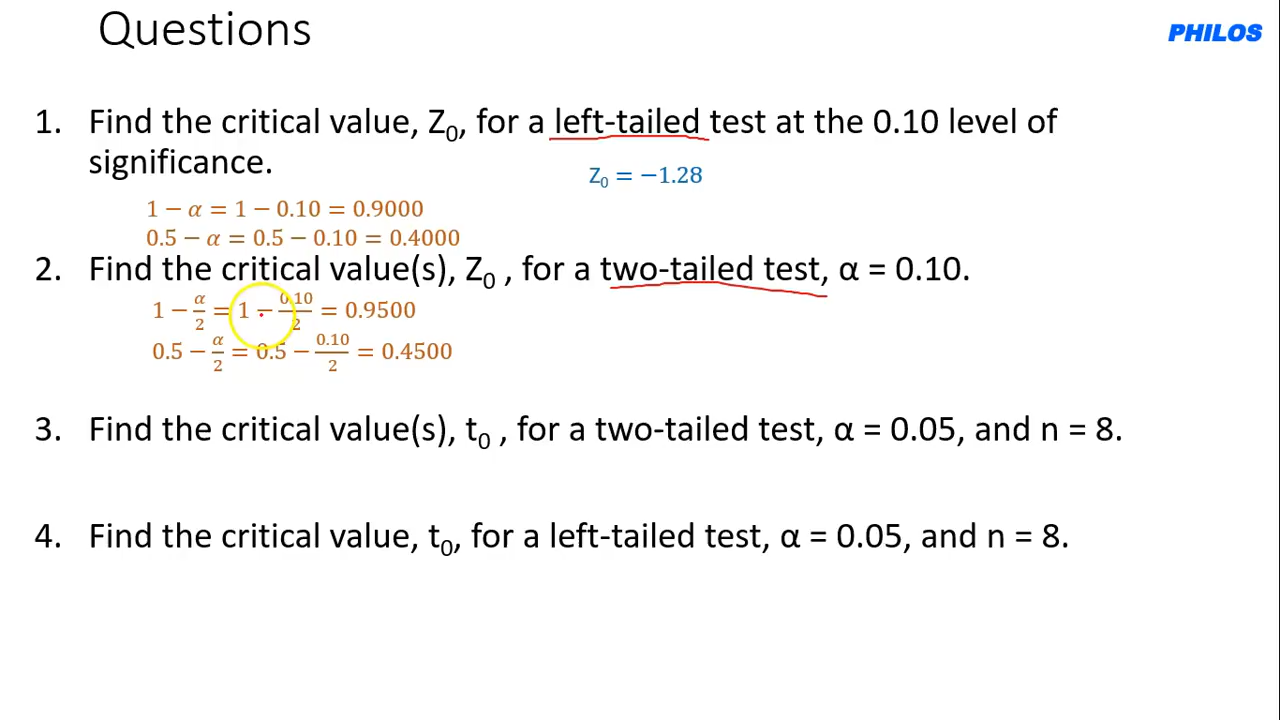 Questions
PHILOS
1. Find the critical value, Z₀, for a left-tailed test at the 0.10 level of
significance.
Z₀ = −1.28
1 − α = 1 − 0.10 = 0.9000
0.5 − α = 0.5 − 0.10 = 0.4000
2. Find the critical value(s), Z₀ , for a two-tailed test, α = 0.10.
1 − α/2 = 1 − 0.10/2 = 0.9500
0.5 − α/2 = 0.5 − 0.10/2 = 0.4500
3. Find the critical value(s), t₀ , for a two-tailed test, α = 0.05, and n = 8.
4. Find the critical value, t₀, for a left-tailed test, α = 0.05, and n = 8.